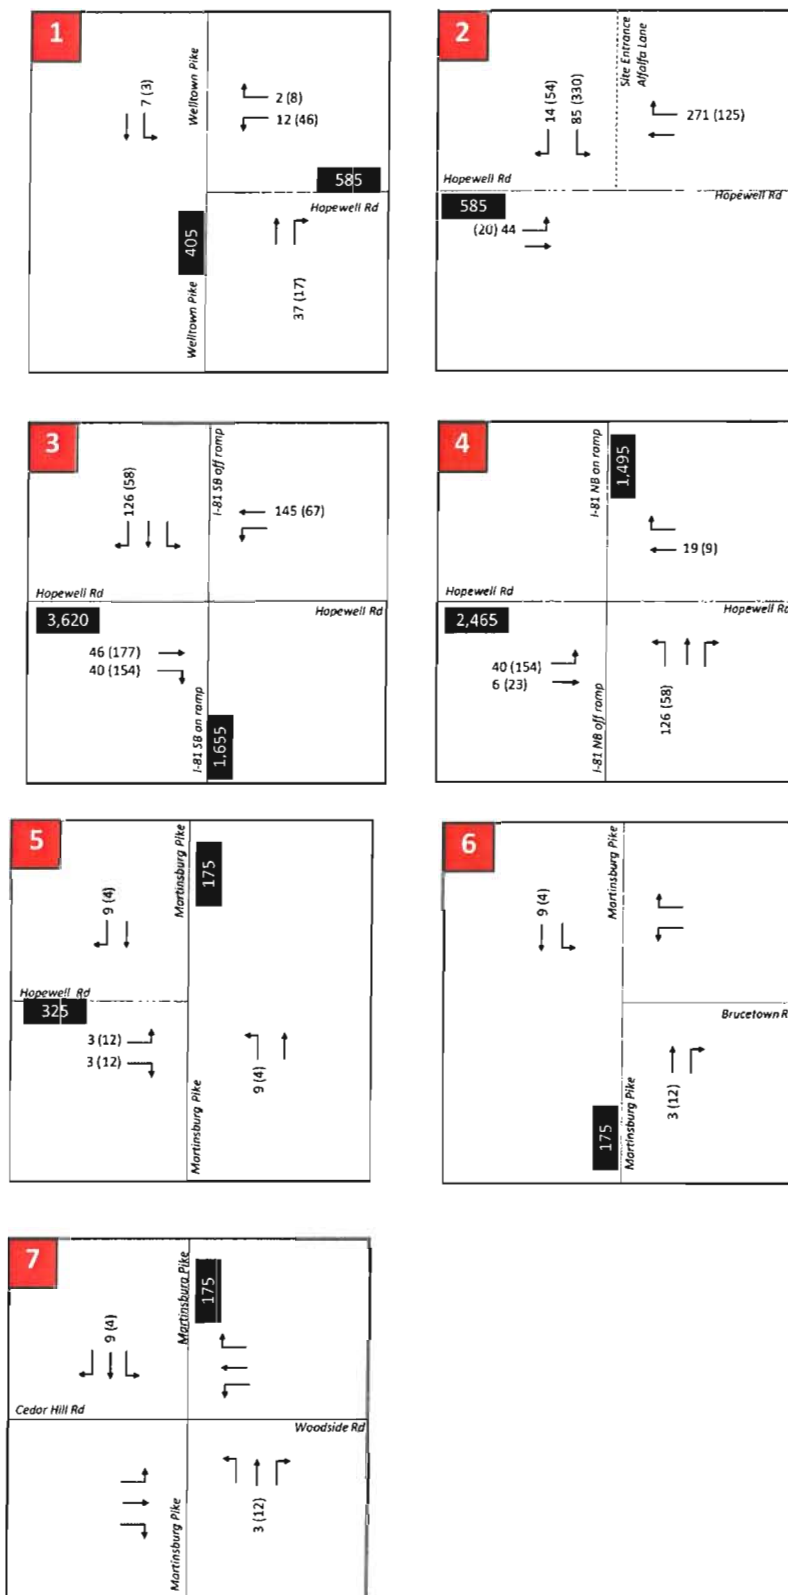 1
Welltown Pike
7 (3)
2 (8)
12 (46)
585
Hopewell Rd
405
Welltown Pike
37 (17)
2
Site Entrance
Alfalfa Lane
14 (54)
85 (330)
271 (125)
Hopewell Rd
Hopewell Rd
585
(20) 44
3
I-81 SB off ramp
126 (58)
145 (67)
Hopewell Rd
Hopewell Rd
3,620
46 (177)
40 (154)
I-81 SB on ramp
1,655
4
I-81 NB on ramp
1,495
19 (9)
Hopewell Rd
Hopewell Rd
2,465
40 (154)
6 (23)
I-81 NB off ramp
126 (58)
5
Martinsburg Pike
175
9 (4)
Hopewell Rd
325
3 (12)
3 (12)
9 (4)
Martinsburg Pike
6
Martinsburg Pike
9 (4)
Brucetown R
3 (12)
175
Martinsburg Pike
7
Martinsburg Pike
175
9 (4)
Cedar Hill Rd
Woodside Rd
3 (12)
Martinsburg Pike